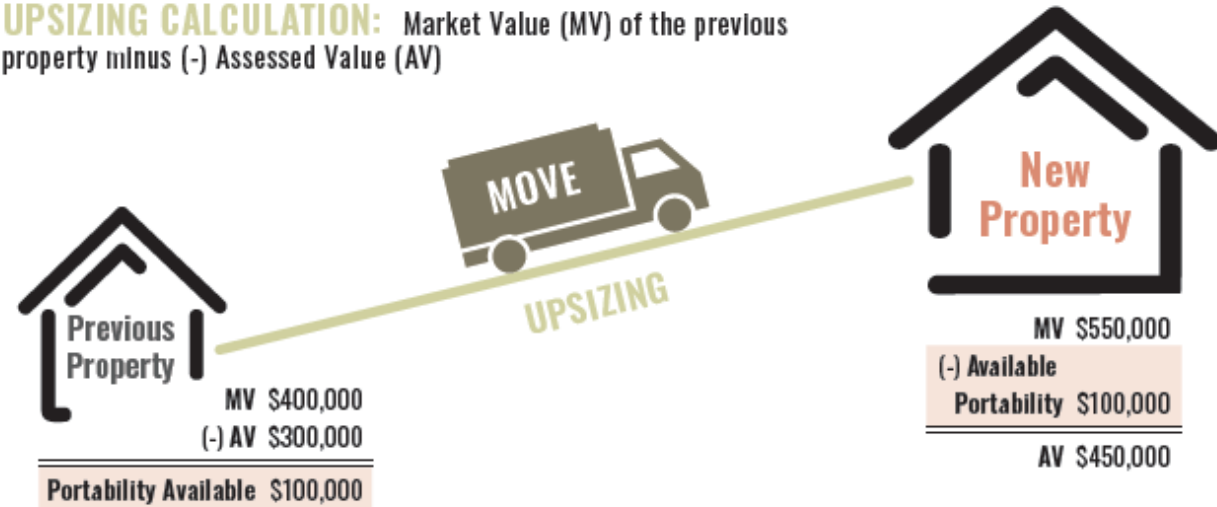 UPSIZING CALCULATION: Market Value (MV) of the previous
property minus (-) Assessed Value (AV)
MOVE
UPSIZING
New
Property
Previous
Property
MV $400,000
(-) AV $300,000
Portability Available $100,000
MV $550,000
(-) Available
Portability $100,000
AV $450,000